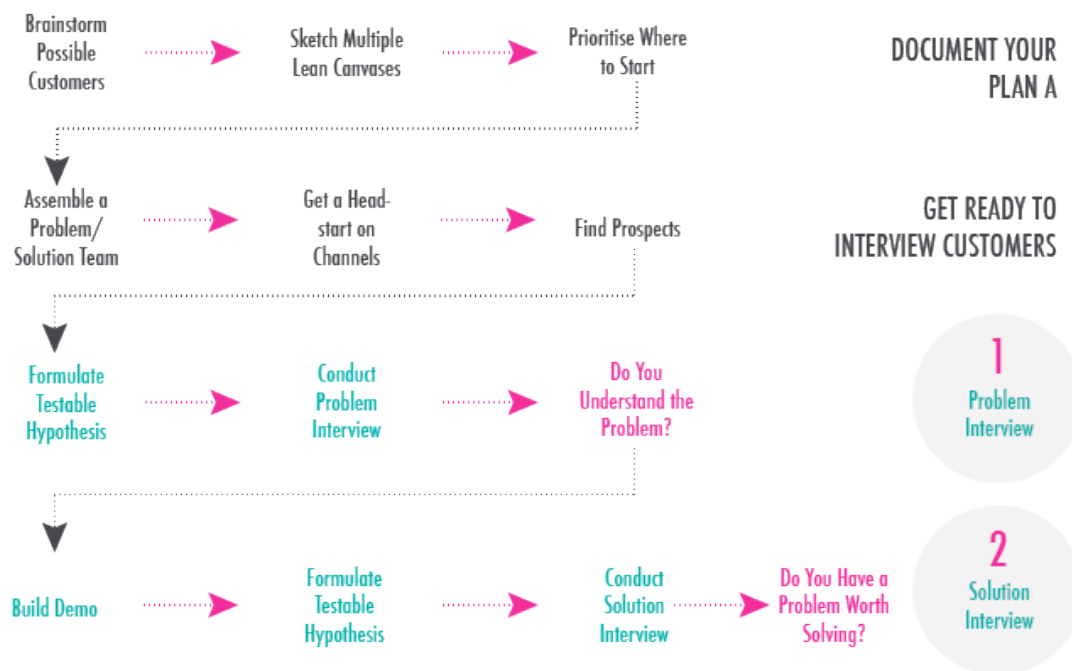 Brainstorm
Possible
Customers
Sketch Multiple
Lean Canvases
Prioritise Where
to Start
DOCUMENT YOUR
PLAN A
Assemble a
Problem/
Solution Team
Get a Head-
start on
Channels
Find Prospects
GET READY TO
INTERVIEW CUSTOMERS
Formulate
Testable
Hypothesis
Conduct
Problem
Interview
Do You
Understand the
Problem?
1
Problem
Interview
Build Demo
Formulate
Testable
Hypothesis
Conduct
Solution
Interview
Do You Have a
Problem Worth
Solving?
2
Solution
Interview